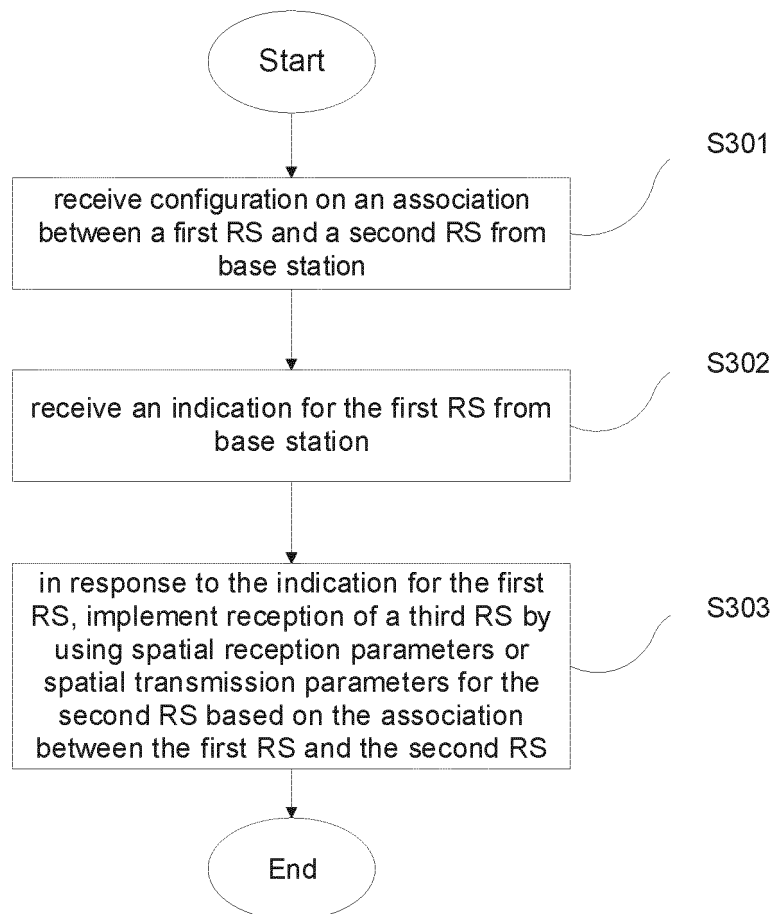 Start
S301
receive configuration on an association
between a first RS and a second RS from
base station
S302
receive an indication for the first RS from
base station
in response to the indication for the first
RS, implement reception of a third RS by
using spatial reception parameters or
spatial transmission parameters for the
second RS based on the association
between the first RS and the second RS
S303
End